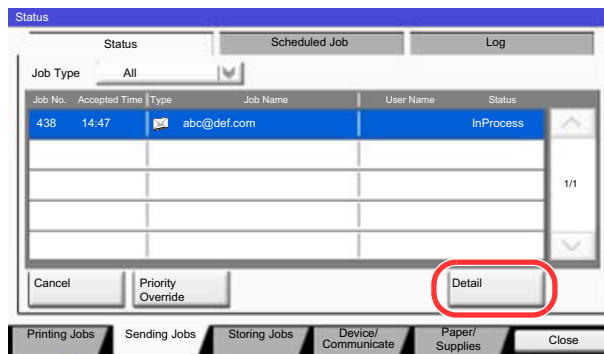 Status
Status Scheduled Job Log
Job Type All
Job No. Accepted Time Type Job Name User Name Status
438 14:47 abc@def.com InProcess
1/1
Cancel Priority Override Detail
Printing Jobs Sending Jobs Storing Jobs Device/ Communicate Paper/ Supplies Close